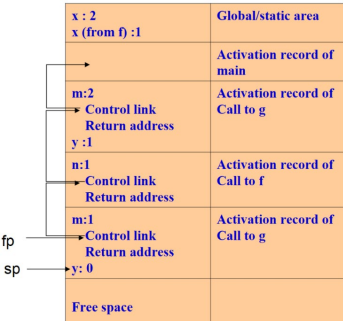 x : 2
x (from f) :1
Global/static area
Activation record of
main
m:2
Control link
Return address
y :1
Activation record of
Call to g
n:1
Control link
Activation record of
Call to f
m:1
Control link
Return address
y: 0
Activation record of
Call to g
fp
sp
Free space